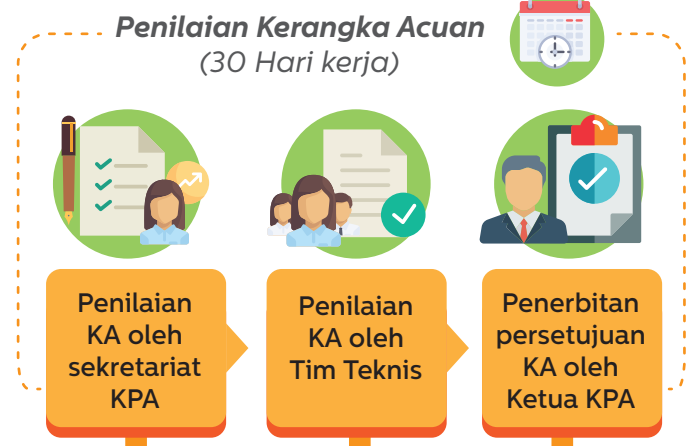 Penilaian Kerangka Acuan
(30 Hari kerja)
Penilaian
KA oleh
sekretariat
KPA
Penilaian
KA oleh
Tim Teknis
Penerbitan
persetujuan
KA oleh
Ketua KPA